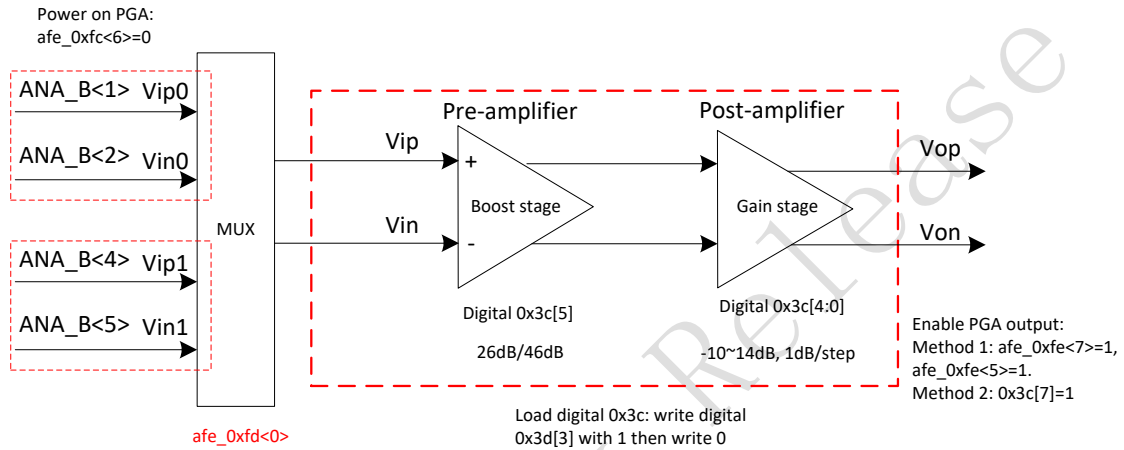 Power on PGA:
afe_0xfc<6>=0
ANA_B<1> Vip0
ANA_B<2> Vin0
ANA_B<4> Vip1
ANA_B<5> Vin1
MUX
afe_0xfd<0>
Vip
Vin
Pre-amplifier
+
Boost stage
-
Digital 0x3c[5]
26dB/46dB
Post-amplifier
Gain stage
Digital 0x3c[4:0]
-10~14dB, 1dB/step
Load digital 0x3c: write digital
0x3d[3] with 1 then write 0
Vop
Von
Enable PGA output:
Method 1: afe_0xfe<7>=1,
afe_0xfe<5>=1.
Method 2: 0x3c[7]=1
Release